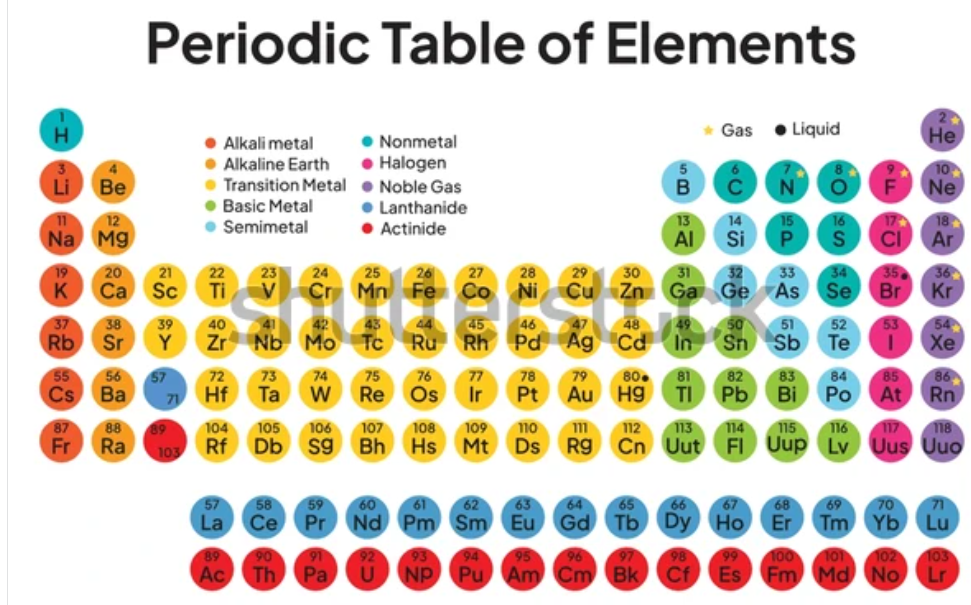 Periodic Table of Elements
1 H
2 He
Alkali metal
Alkaline Earth
Transition Metal
Basic Metal
Semimetal
Nonmetal
Halogen
Noble Gas
Lanthanide
Actinide
Gas
Liquid
3 Li 4 Be 5 B 6 C 7 N 8 O 9 F 10 Ne
11 Na 12 Mg 13 Al 14 Si 15 P 16 S 17 Cl 18 Ar
19 K 20 Ca 21 Sc 22 Ti 23 V 24 Cr 25 Mn 26 Fe 27 Co 28 Ni 29 Cu 30 Zn 31 Ga 32 Ge 33 As 34 Se 35 Br 36 Kr
shutterstock
37 Rb 38 Sr 39 Y 40 Zr 41 Nb 42 Mo 43 Tc 44 Ru 45 Rh 46 Pd 47 Ag 48 Cd 49 In 50 Sn 51 Sb 52 Te 53 I 54 Xe
55 Cs 56 Ba 57 71 72 Hf 73 Ta 74 W 75 Re 76 Os 77 Ir 78 Pt 79 Au 80 Hg 81 Tl 82 Pb 83 Bi 84 Po 85 At 86 Rn
87 Fr 88 Ra 89 103 104 Rf 105 Db 106 Sg 107 Bh 108 Hs 109 Mt 110 Ds 111 Rg 112 Cn 113 Uut 114 Fl 115 Uup 116 Lv 117 Uus 118 Uuo
57 La 58 Ce 59 Pr 60 Nd 61 Pm 62 Sm 63 Eu 64 Gd 65 Tb 66 Dy 67 Ho 68 Er 69 Tm 70 Yb 71 Lu
89 Ac 90 Th 91 Pa 92 U 93 NP 94 Pu 95 Am 96 Cm 97 Bk 98 Cf 99 Es 100 Fm 101 Md 102 No 103 Lr